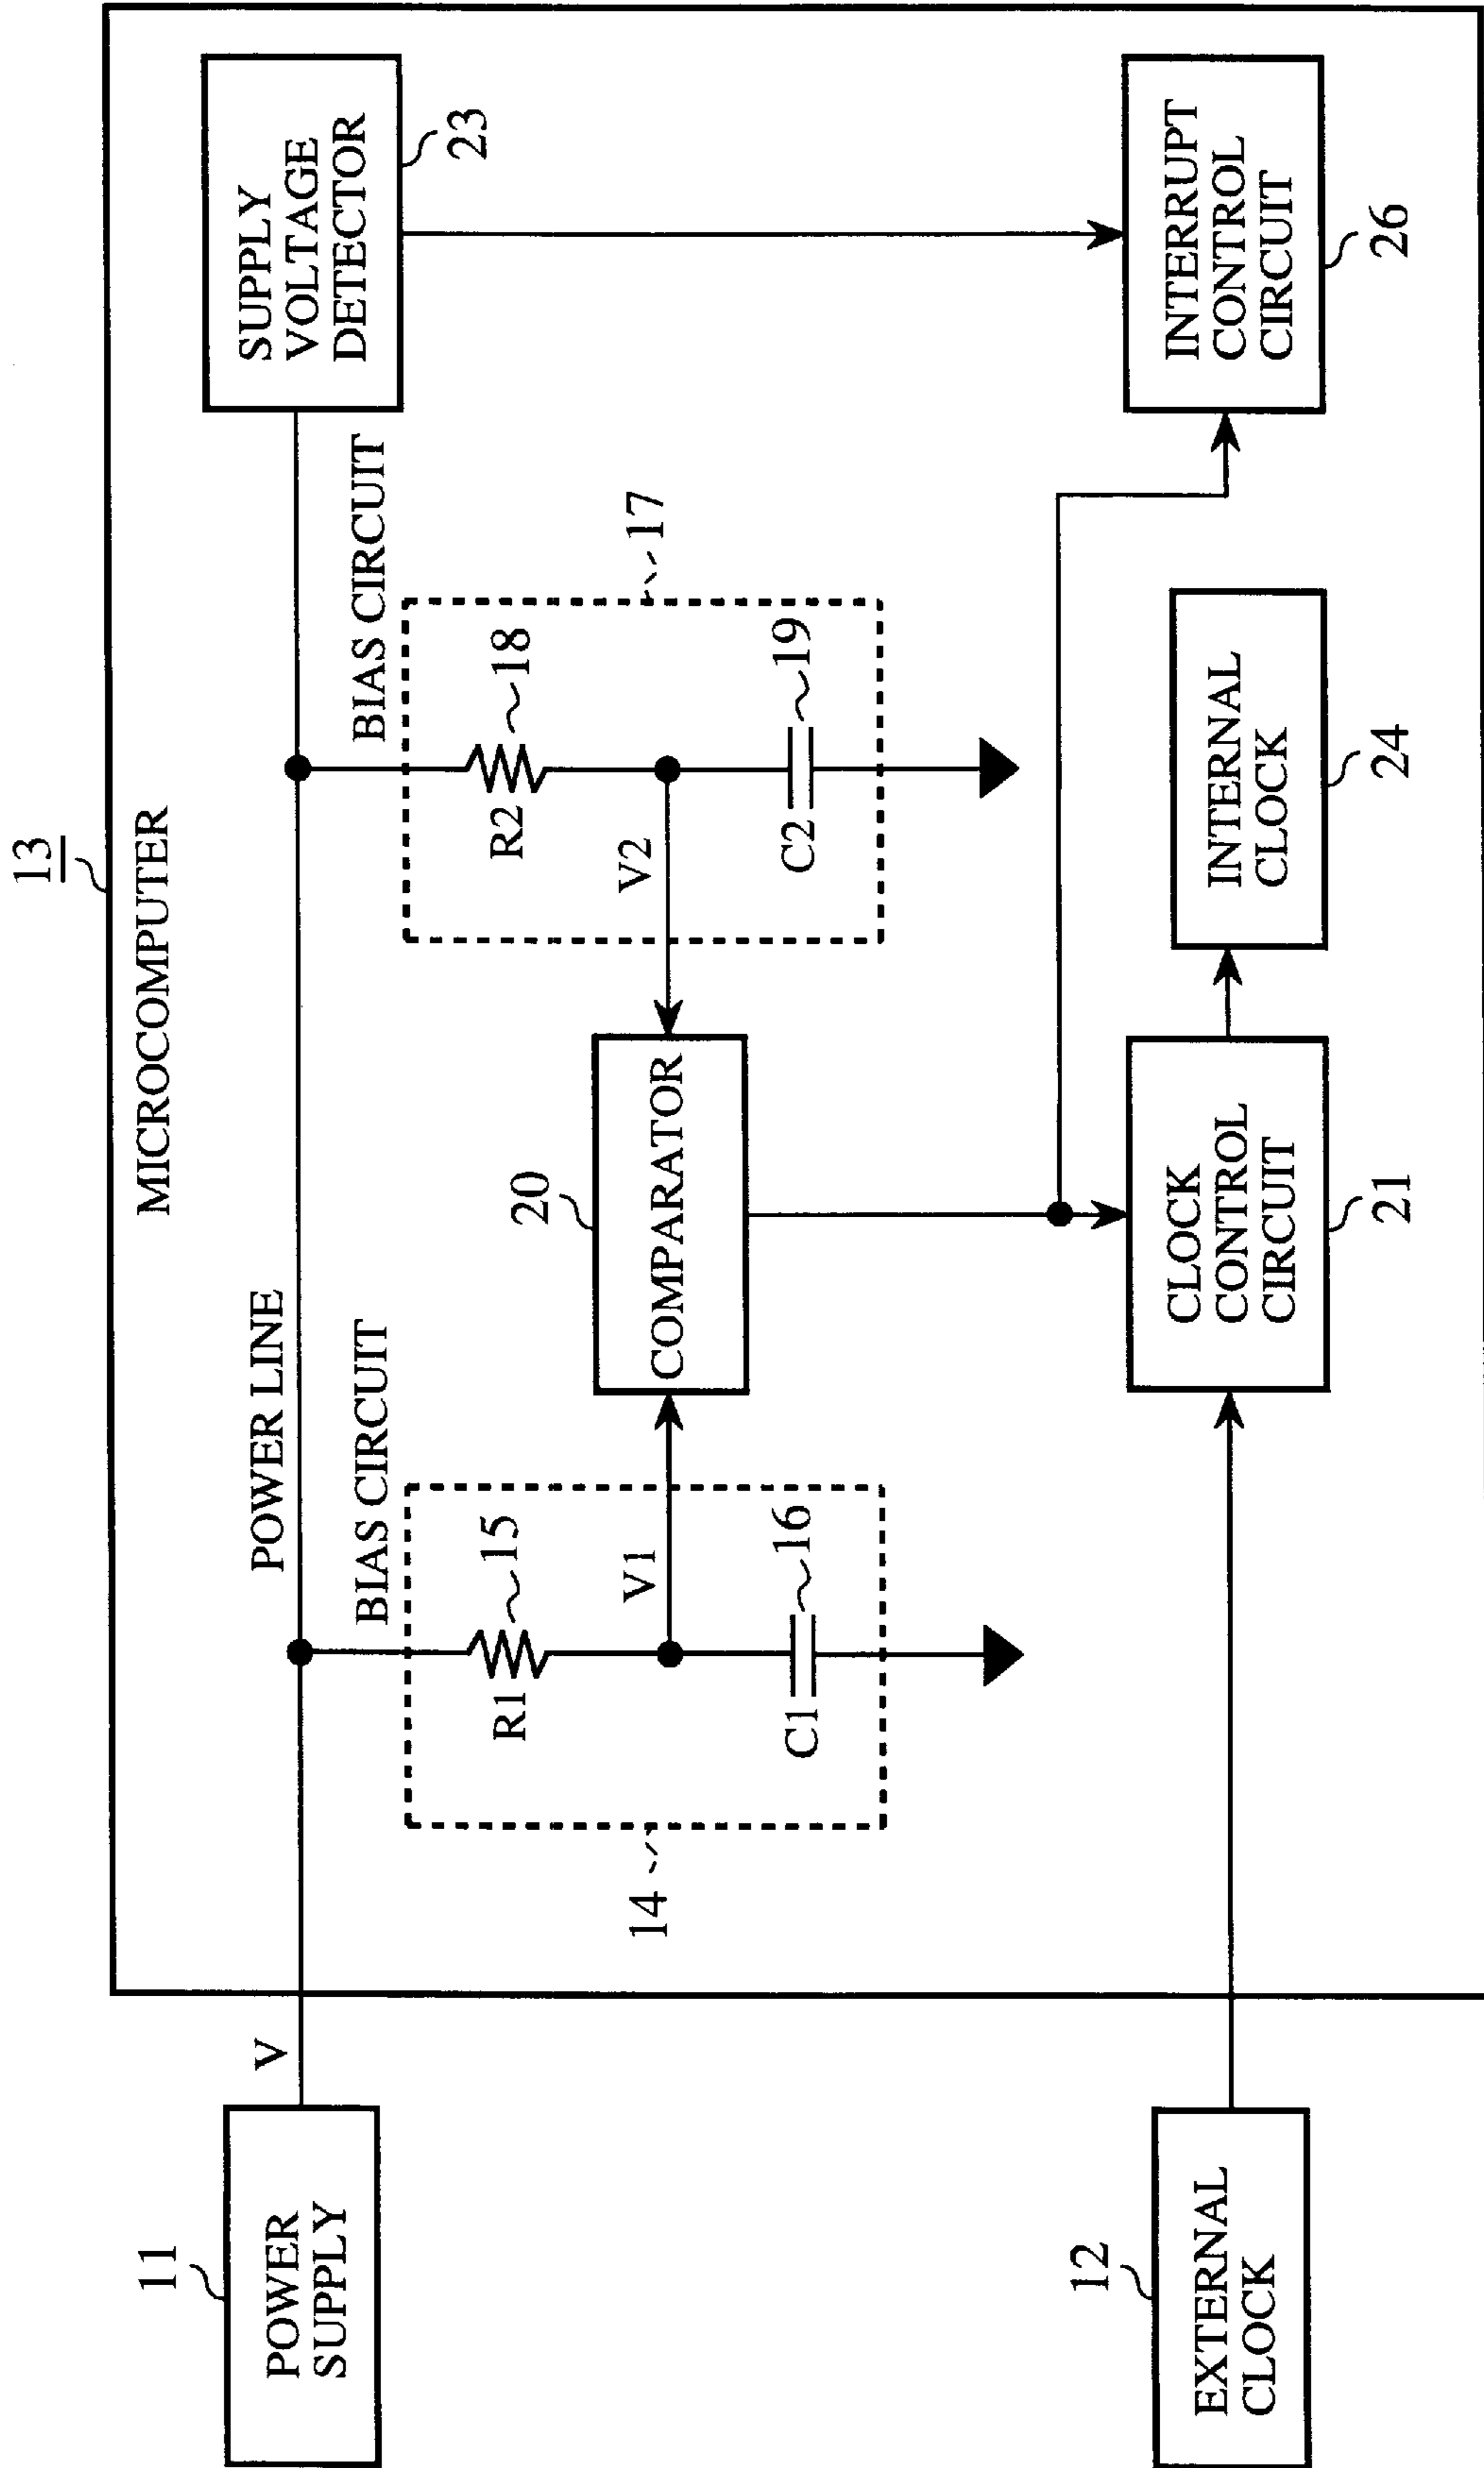 13
MICROCOMPUTER
11
POWER
SUPPLY
V
POWER LINE
BIAS CIRCUIT
14
R1
15
V1
C1
16
20
COMPARATOR
BIAS CIRCUIT
17
R2
18
V2
C2
19
SUPPLY
VOLTAGE
DETECTOR
23
12
EXTERNAL
CLOCK
CLOCK
CONTROL
CIRCUIT
21
INTERNAL
CLOCK
24
INTERRUPT
CONTROL
CIRCUIT
26